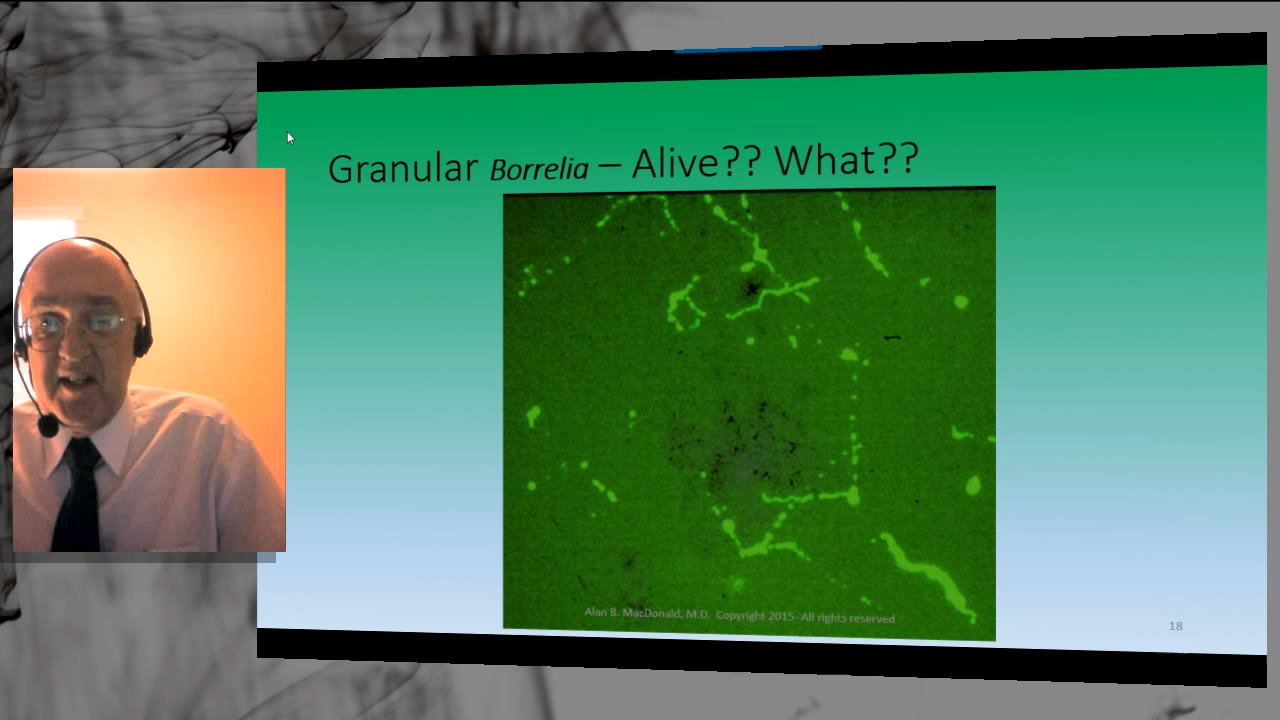 Granular Borrelia – Alive?? What??
Alan B. MacDonald, M.D. Copyright 2015- All rights reserved
18